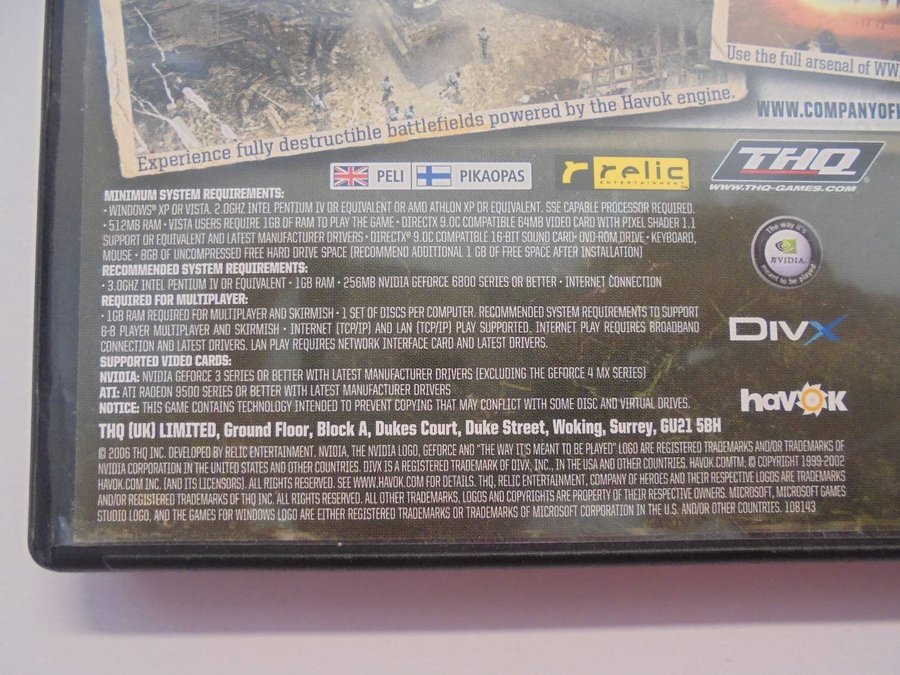 Use the full arsenal of WW
Experience fully destructible battlefields powered by the Havok engine.
WWW.COMPANYOF
PELI PIKAOPAS
relic
ENTERTAINMENT
THQ
WWW.THQ-GAMES.COM
MINIMUM SYSTEM REQUIREMENTS:
• WINDOWS® XP OR VISTA. 2.0GHZ INTEL PENTIUM IV OR EQUIVALENT OR AMD ATHLON XP OR EQUIVALENT. SSE CAPABLE PROCESSOR REQUIRED.
• 512MB RAM • VISTA USERS REQUIRE 1GB OF RAM TO PLAY THE GAME • DIRECTX 9.0C COMPATIBLE 64MB VIDEO CARD WITH PIXEL SHADER 1.1
SUPPORT OR EQUIVALENT AND LATEST MANUFACTURER DRIVERS • DIRECTX® 9.0C COMPATIBLE 16-BIT SOUND CARD• DVD-ROM DRIVE • KEYBOARD,
MOUSE • 8GB OF UNCOMPRESSED FREE HARD DRIVE SPACE (RECOMMEND ADDITIONAL 1 GB OF FREE SPACE AFTER INSTALLATION)
RECOMMENDED SYSTEM REQUIREMENTS:
• 3.0GHZ INTEL PENTIUM IV OR EQUIVALENT • 1GB RAM • 256MB NVIDIA GEFORCE 6800 SERIES OR BETTER • INTERNET CONNECTION
REQUIRED FOR MULTIPLAYER:
• 1GB RAM REQUIRED FOR MULTIPLAYER AND SKIRMISH • 1 SET OF DISCS PER COMPUTER. RECOMMENDED SYSTEM REQUIREMENTS TO SUPPORT
6-8 PLAYER MULTIPLAYER AND SKIRMISH • INTERNET (TCP/IP) AND LAN (TCP/IP) PLAY SUPPORTED. INTERNET PLAY REQUIRES BROADBAND
CONNECTION AND LATEST DRIVERS. LAN PLAY REQUIRES NETWORK INTERFACE CARD AND LATEST DRIVERS.
SUPPORTED VIDEO CARDS:
NVIDIA: NVIDIA GEFORCE 3 SERIES OR BETTER WITH LATEST MANUFACTURER DRIVERS (EXCLUDING THE GEFORCE 4 MX SERIES)
ATI: ATI RADEON 9500 SERIES OR BETTER WITH LATEST MANUFACTURER DRIVERS
NOTICE: THIS GAME CONTAINS TECHNOLOGY INTENDED TO PREVENT COPYING THAT MAY CONFLICT WITH SOME DISC AND VIRTUAL DRIVES.
The way it's
NVIDIA.
meant to be played
DIVX
havok
THQ (UK) LIMITED, Ground Floor, Block A, Dukes Court, Duke Street, Woking, Surrey, GU21 5BH
© 2006 THQ INC. DEVELOPED BY RELIC ENTERTAINMENT. NVIDIA, THE NVIDIA LOGO, GEFORCE AND "THE WAY IT'S MEANT TO BE PLAYED" LOGO ARE REGISTERED TRADEMARKS AND/OR TRADEMARKS OF
NVIDIA CORPORATION IN THE UNITED STATES AND OTHER COUNTRIES. DIVX IS A REGISTERED TRADEMARK OF DIVX, INC., IN THE USA AND OTHER COUNTRIES. HAVOK.COMTM; © COPYRIGHT 1999-2002
HAVOK.COM INC. (AND ITS LICENSORS). ALL RIGHTS RESERVED. SEE WWW.HAVOK.COM FOR DETAILS. THQ, RELIC ENTERTAINMENT, COMPANY OF HEROES AND THEIR RESPECTIVE LOGOS ARE TRADEMARKS
AND/OR REGISTERED TRADEMARKS OF THQ INC. ALL RIGHTS RESERVED. ALL OTHER TRADEMARKS, LOGOS AND COPYRIGHTS ARE PROPERTY OF THEIR RESPECTIVE OWNERS. MICROSOFT, MICROSOFT GAMES
STUDIO LOGO, AND THE GAMES FOR WINDOWS LOGO ARE EITHER REGISTERED TRADEMARKS OR TRADEMARKS OF MICROSOFT CORPORATION IN THE U.S. AND/OR OTHER COUNTRIES. 108143